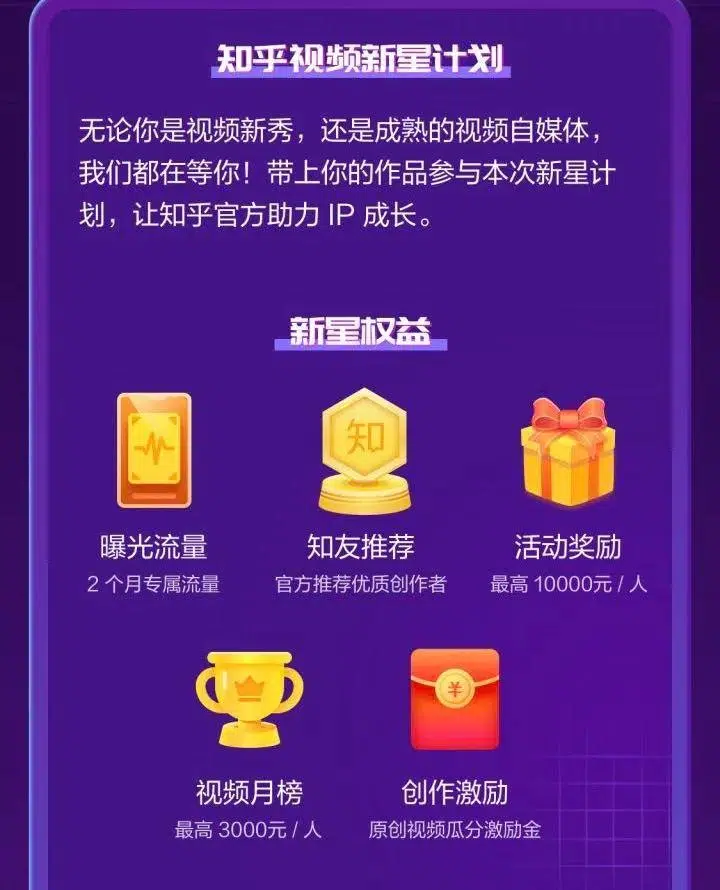 知乎视频新星计划
无论你是视频新秀，还是成熟的视频自媒体，
我们都在等你！带上你的作品参与本次新星计
划，让知乎官方助力 IP 成长。
新星权益
知
曝光流量
知友推荐
活动奖励
2 个月专属流量
官方推荐优质创作者
最高 10000元 / 人
¥
视频月榜
创作激励
最高 3000元 / 人
原创视频瓜分激励金